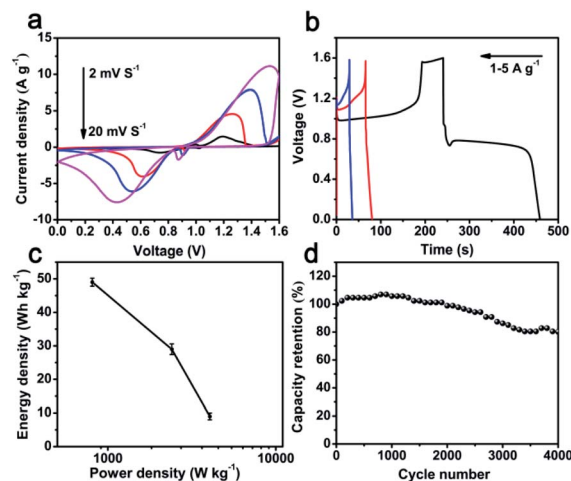 a
Current density (A g⁻¹)
15
10
5
0
-5
-10
2 mV S⁻¹
20 mV S⁻¹
0.0 0.2 0.4 0.6 0.8 1.0 1.2 1.4 1.6
Voltage (V)
b
Voltage (V)
2.0
1.6
1.2
0.8
0.4
0.0
1-5 A g⁻¹
0 100 200 300 400 500
Time (s)
c
Energy density (Wh kg⁻¹)
60
50
40
30
20
10
0
1000 10000
Power density (W kg⁻¹)
d
Capacity retention (%)
140
120
100
80
60
40
20
0
0 1000 2000 3000 4000
Cycle number